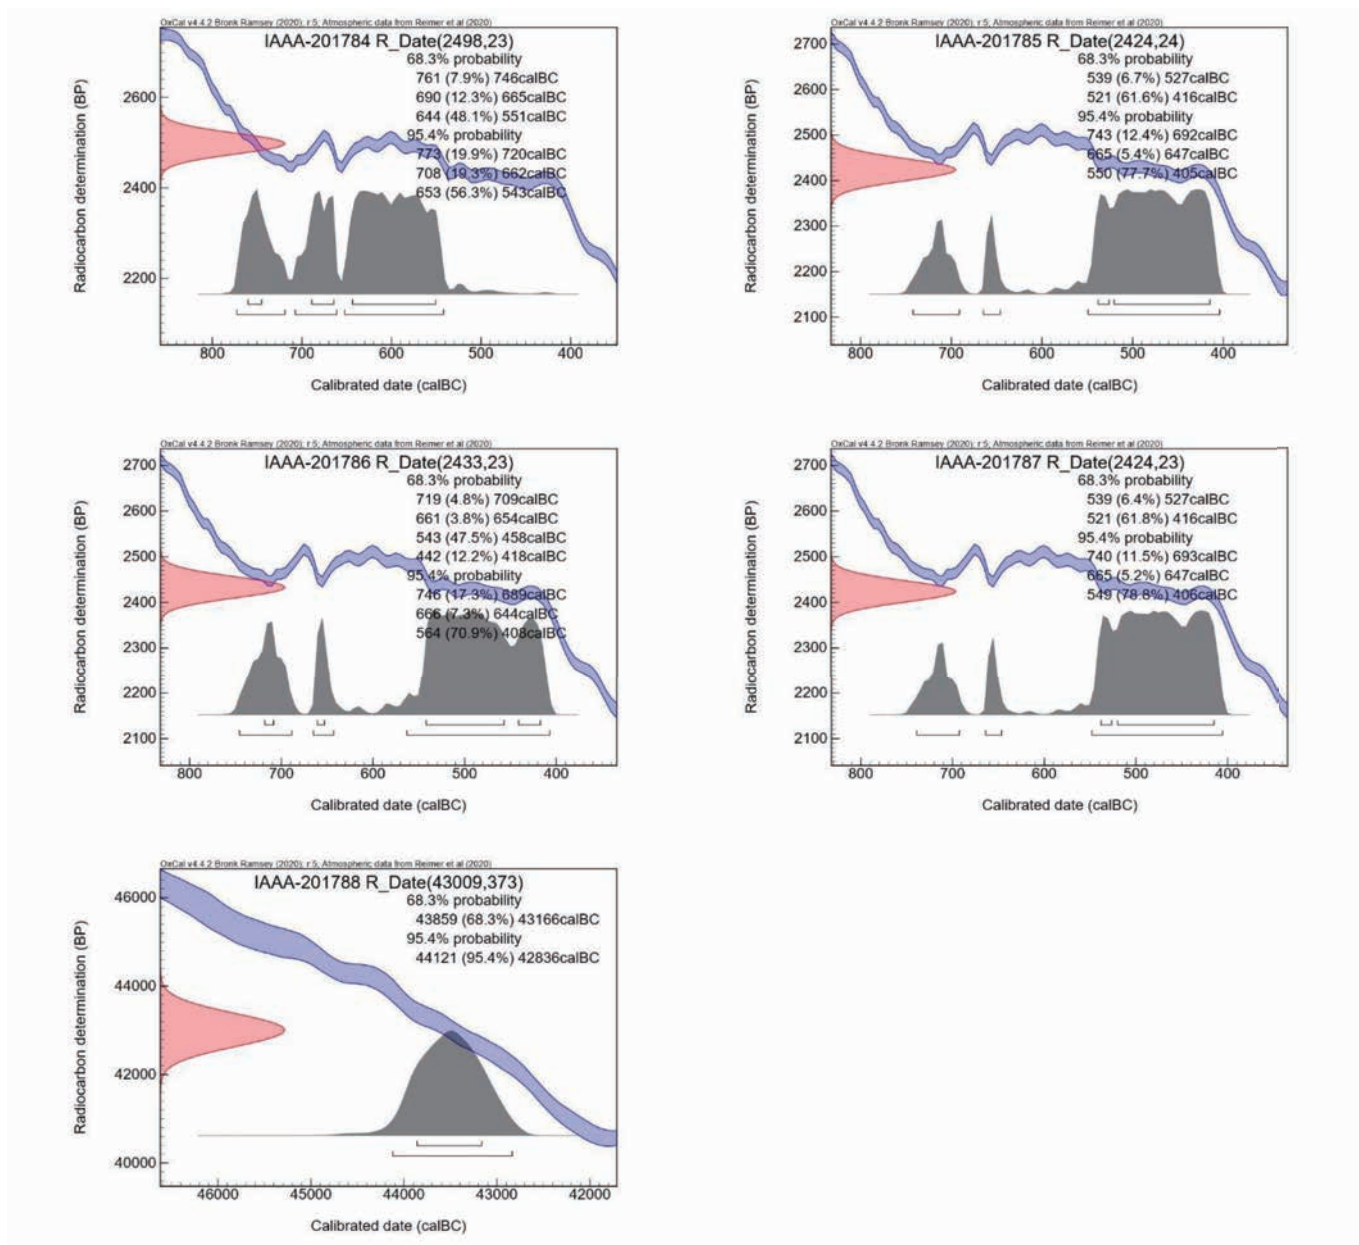 OxCal v4.4.2 Bronk Ramsey (2020); r:5; Atmospheric data from Reimer et al (2020)
IAAA-201784 R_Date(2498,23)
68.3% probability
761 (7.9%) 746calBC
690 (12.3%) 665calBC
644 (48.1%) 551calBC
95.4% probability
773 (19.9%) 720calBC
708 (19.3%) 662calBC
653 (56.3%) 543calBC
Radiocarbon determination (BP)
2600
2400
2200
800 700 600 500 400
Calibrated date (calBC)
OxCal v4.4.2 Bronk Ramsey (2020); r:5; Atmospheric data from Reimer et al (2020)
IAAA-201785 R_Date(2424,24)
68.3% probability
539 (6.7%) 527calBC
521 (61.6%) 416calBC
95.4% probability
743 (12.4%) 692calBC
665 (5.4%) 647calBC
550 (77.7%) 405calBC
Radiocarbon determination (BP)
2700
2600
2500
2400
2300
2200
2100
800 700 600 500 400
Calibrated date (calBC)
OxCal v4.4.2 Bronk Ramsey (2020); r:5; Atmospheric data from Reimer et al (2020)
IAAA-201786 R_Date(2433,23)
68.3% probability
719 (4.8%) 709calBC
661 (3.8%) 654calBC
543 (47.5%) 458calBC
442 (12.2%) 418calBC
95.4% probability
746 (17.3%) 689calBC
666 (7.3%) 644calBC
564 (70.9%) 408calBC
Radiocarbon determination (BP)
2700
2600
2500
2400
2300
2200
2100
800 700 600 500 400
Calibrated date (calBC)
OxCal v4.4.2 Bronk Ramsey (2020); r:5; Atmospheric data from Reimer et al (2020)
IAAA-201787 R_Date(2424,23)
68.3% probability
539 (6.4%) 527calBC
521 (61.8%) 416calBC
95.4% probability
740 (11.5%) 693calBC
665 (5.2%) 647calBC
549 (78.8%) 406calBC
Radiocarbon determination (BP)
2700
2600
2500
2400
2300
2200
2100
800 700 600 500 400
Calibrated date (calBC)
OxCal v4.4.2 Bronk Ramsey (2020); r:5; Atmospheric data from Reimer et al (2020)
IAAA-201788 R_Date(43009,373)
68.3% probability
43859 (68.3%) 43166calBC
95.4% probability
44121 (95.4%) 42836calBC
Radiocarbon determination (BP)
46000
44000
42000
40000
46000 45000 44000 43000 42000
Calibrated date (calBC)